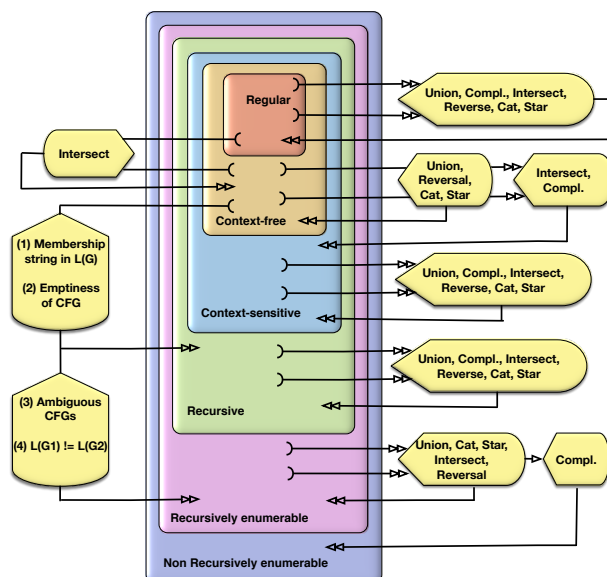 Union, Compl., Intersect,
Reverse, Cat, Star
Regular
Intersect
Union,
Reversal,
Cat, Star
Intersect,
Compl.
Context-free
(1) Membership
string in L(G)
(2) Emptiness
of CFG
Union, Compl., Intersect,
Reverse, Cat, Star
Context-sensitive
Union, Compl., Intersect,
Reverse, Cat, Star
Recursive
(3) Ambiguous
CFGs
(4) L(G1) != L(G2)
Union, Cat, Star,
Intersect,
Reversal
Compl.
Recursively enumerable
Non Recursively enumerable